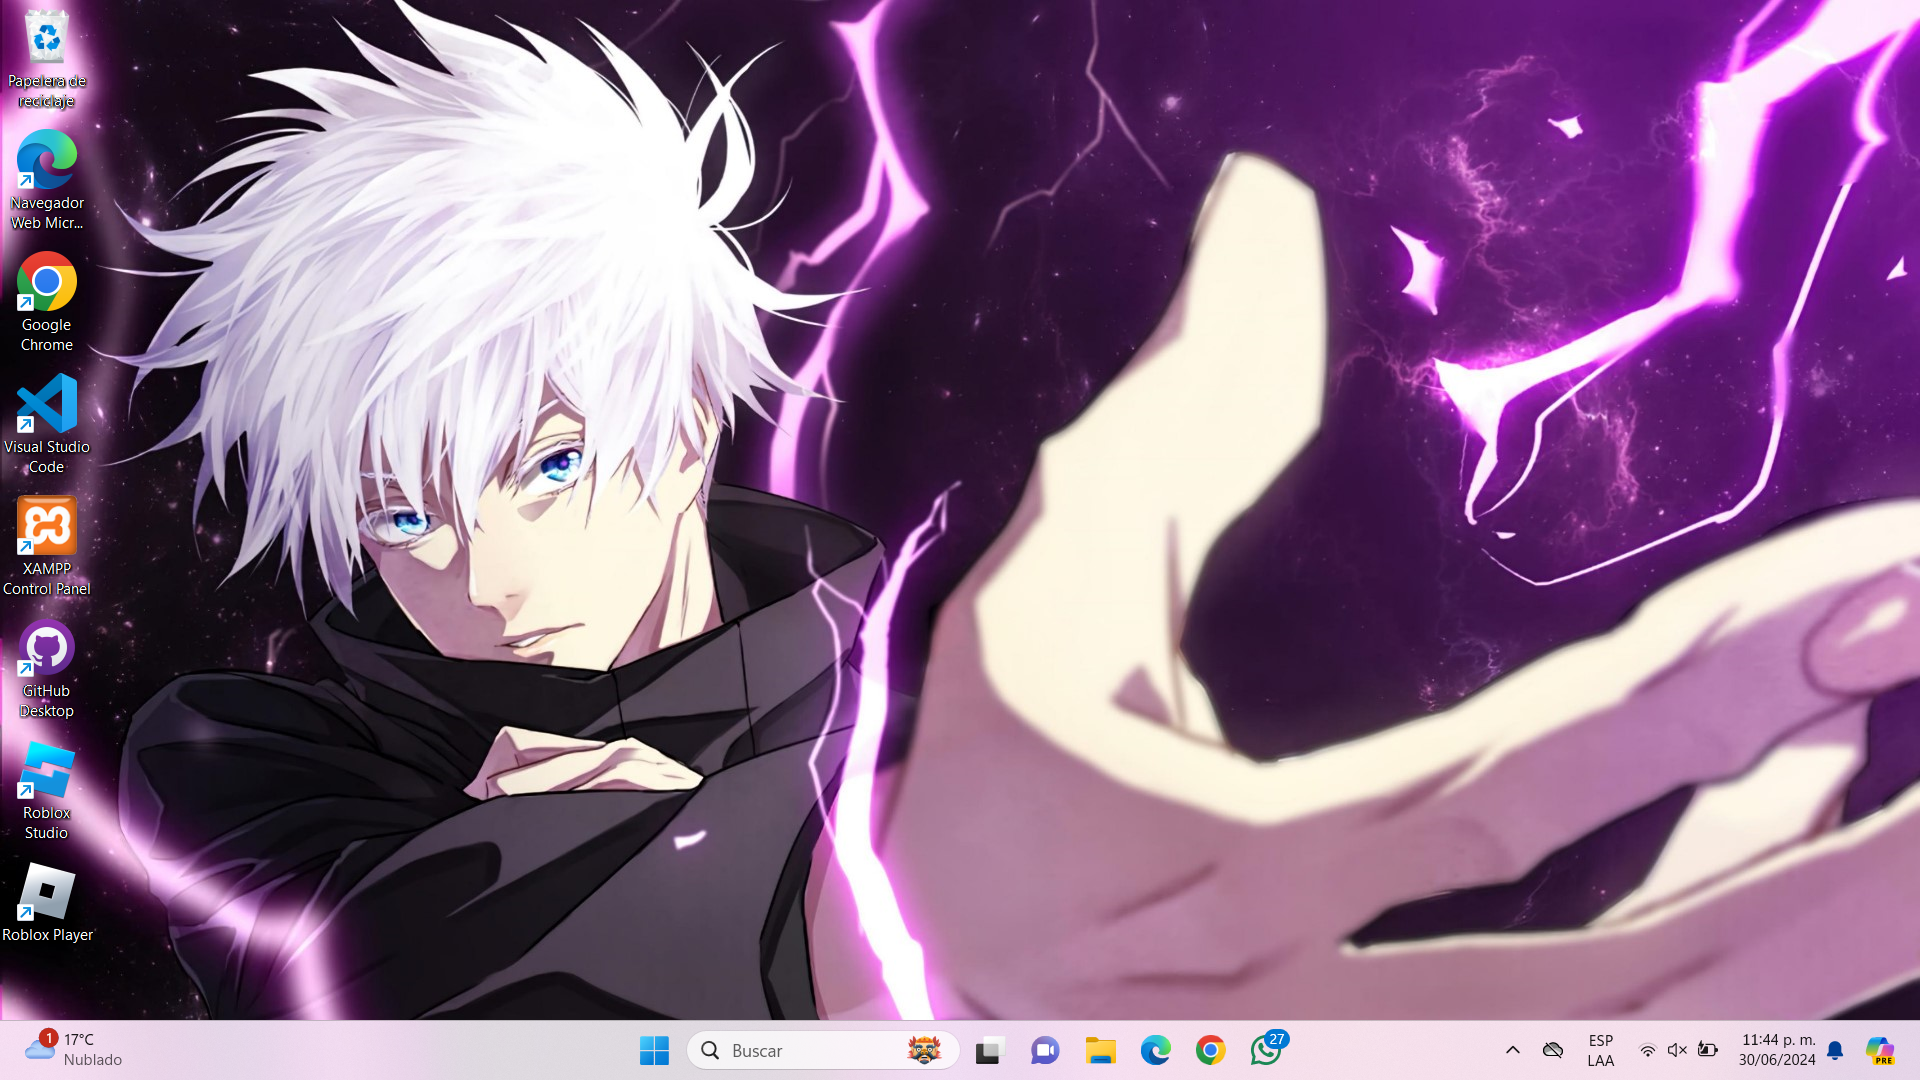 Papelera de
reciclaje
Navegador
Web Micr...
Google
Chrome
Visual Studio
Code
XAMPP
Control Panel
GitHub
Desktop
Roblox
Studio
Roblox Player
1
17°C
Nublado
Buscar
27
ESP
LAA
11:44 p. m.
30/06/2024
PRE